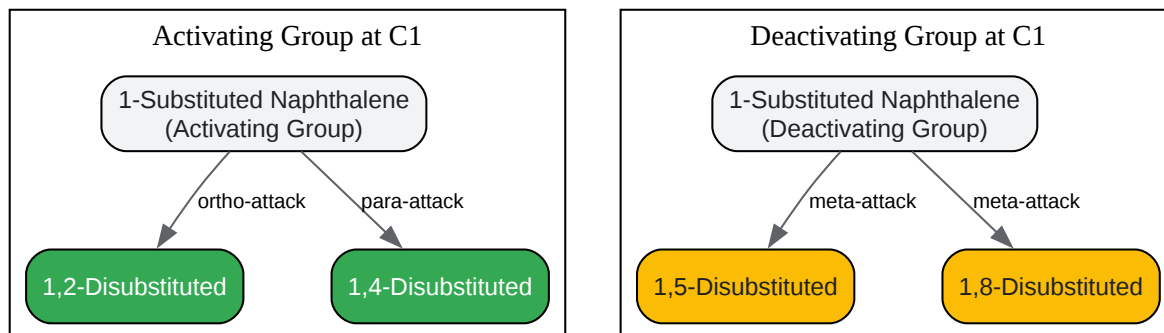 Activating Group at C1
1-Substituted Naphthalene
(Activating Group)
ortho-attack
para-attack
1,2-Disubstituted
1,4-Disubstituted
Deactivating Group at C1
1-Substituted Naphthalene
(Deactivating Group)
meta-attack
meta-attack
1,5-Disubstituted
1,8-Disubstituted